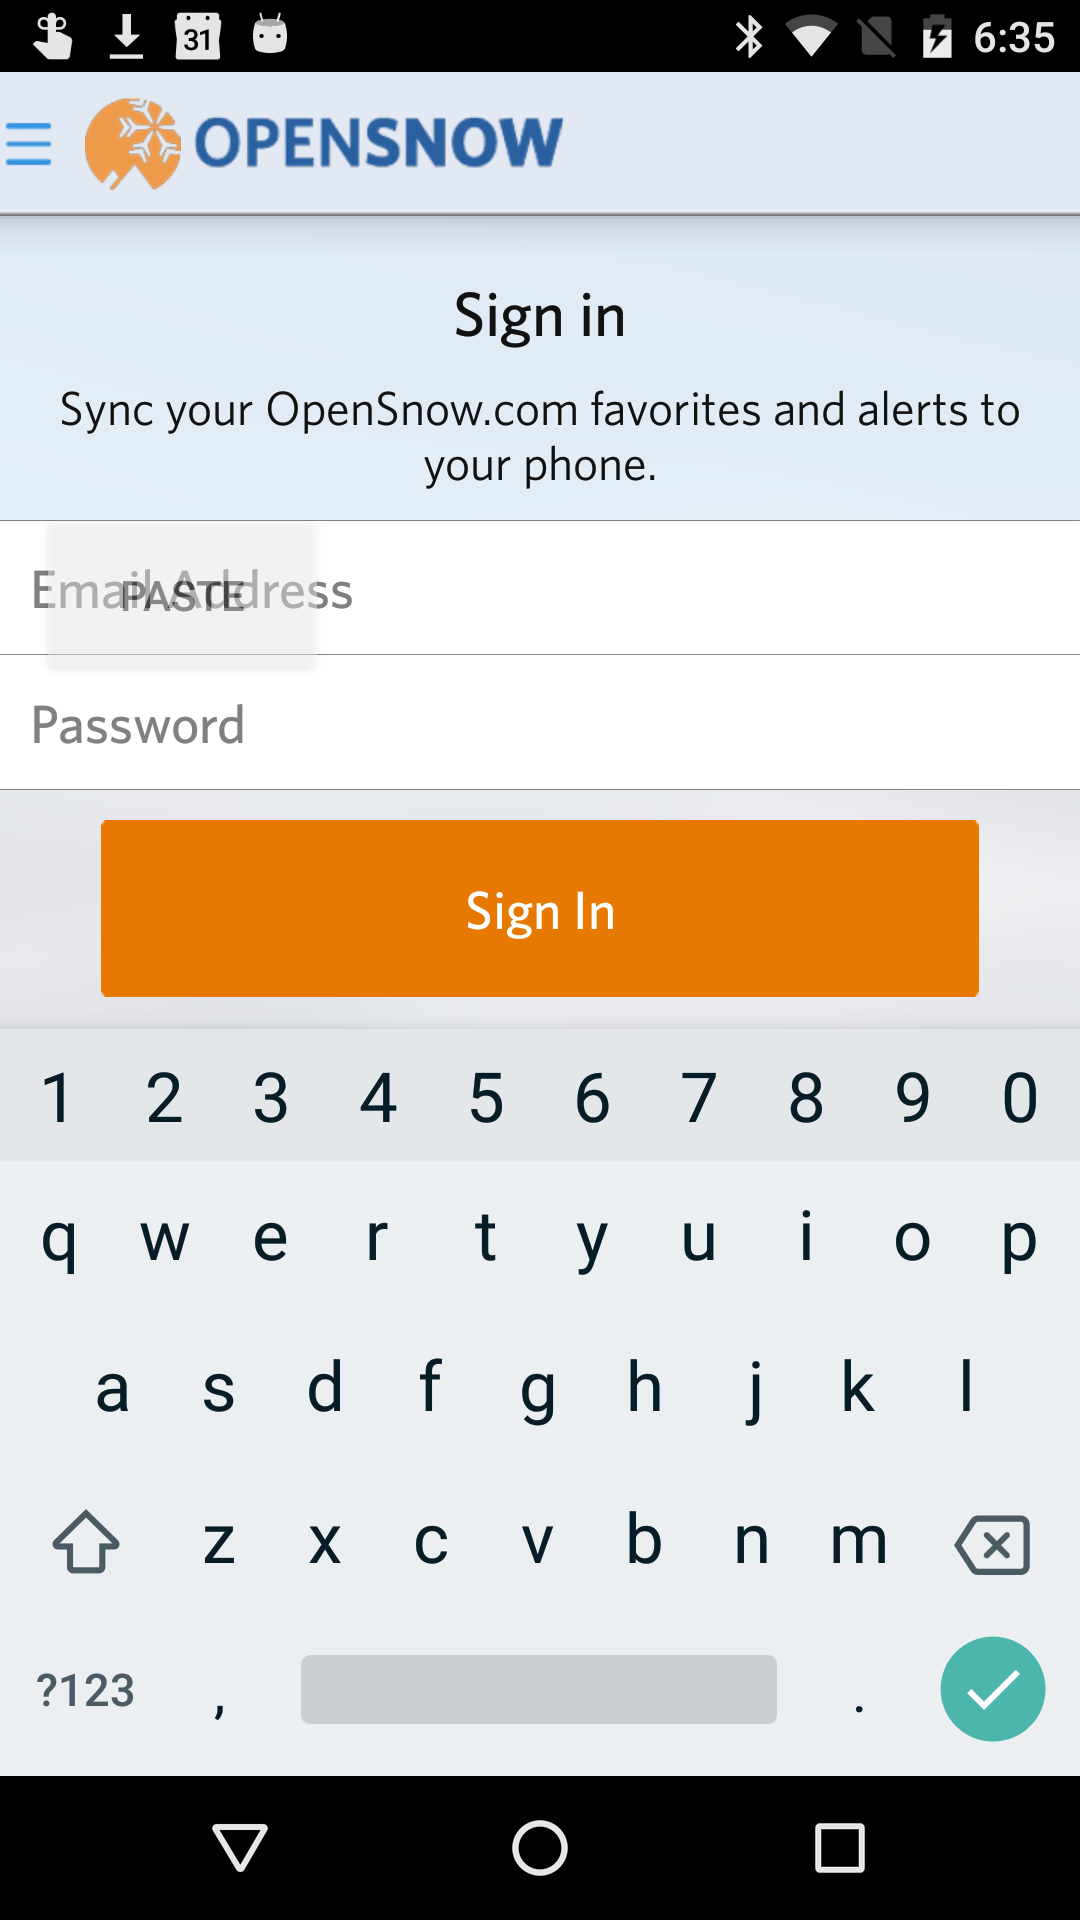 31
6:35
OPENSNOW
Sign in
Sync your OpenSnow.com favorites and alerts to
your phone.
Email Address
PASTE
Password
Sign In
1 2 3 4 5 6 7 8 9 0
q w e r t y u i o p
a s d f g h j k l
z x c v b n m
?123 , .